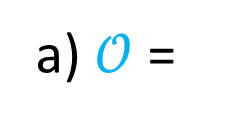 a) 𝒪 =